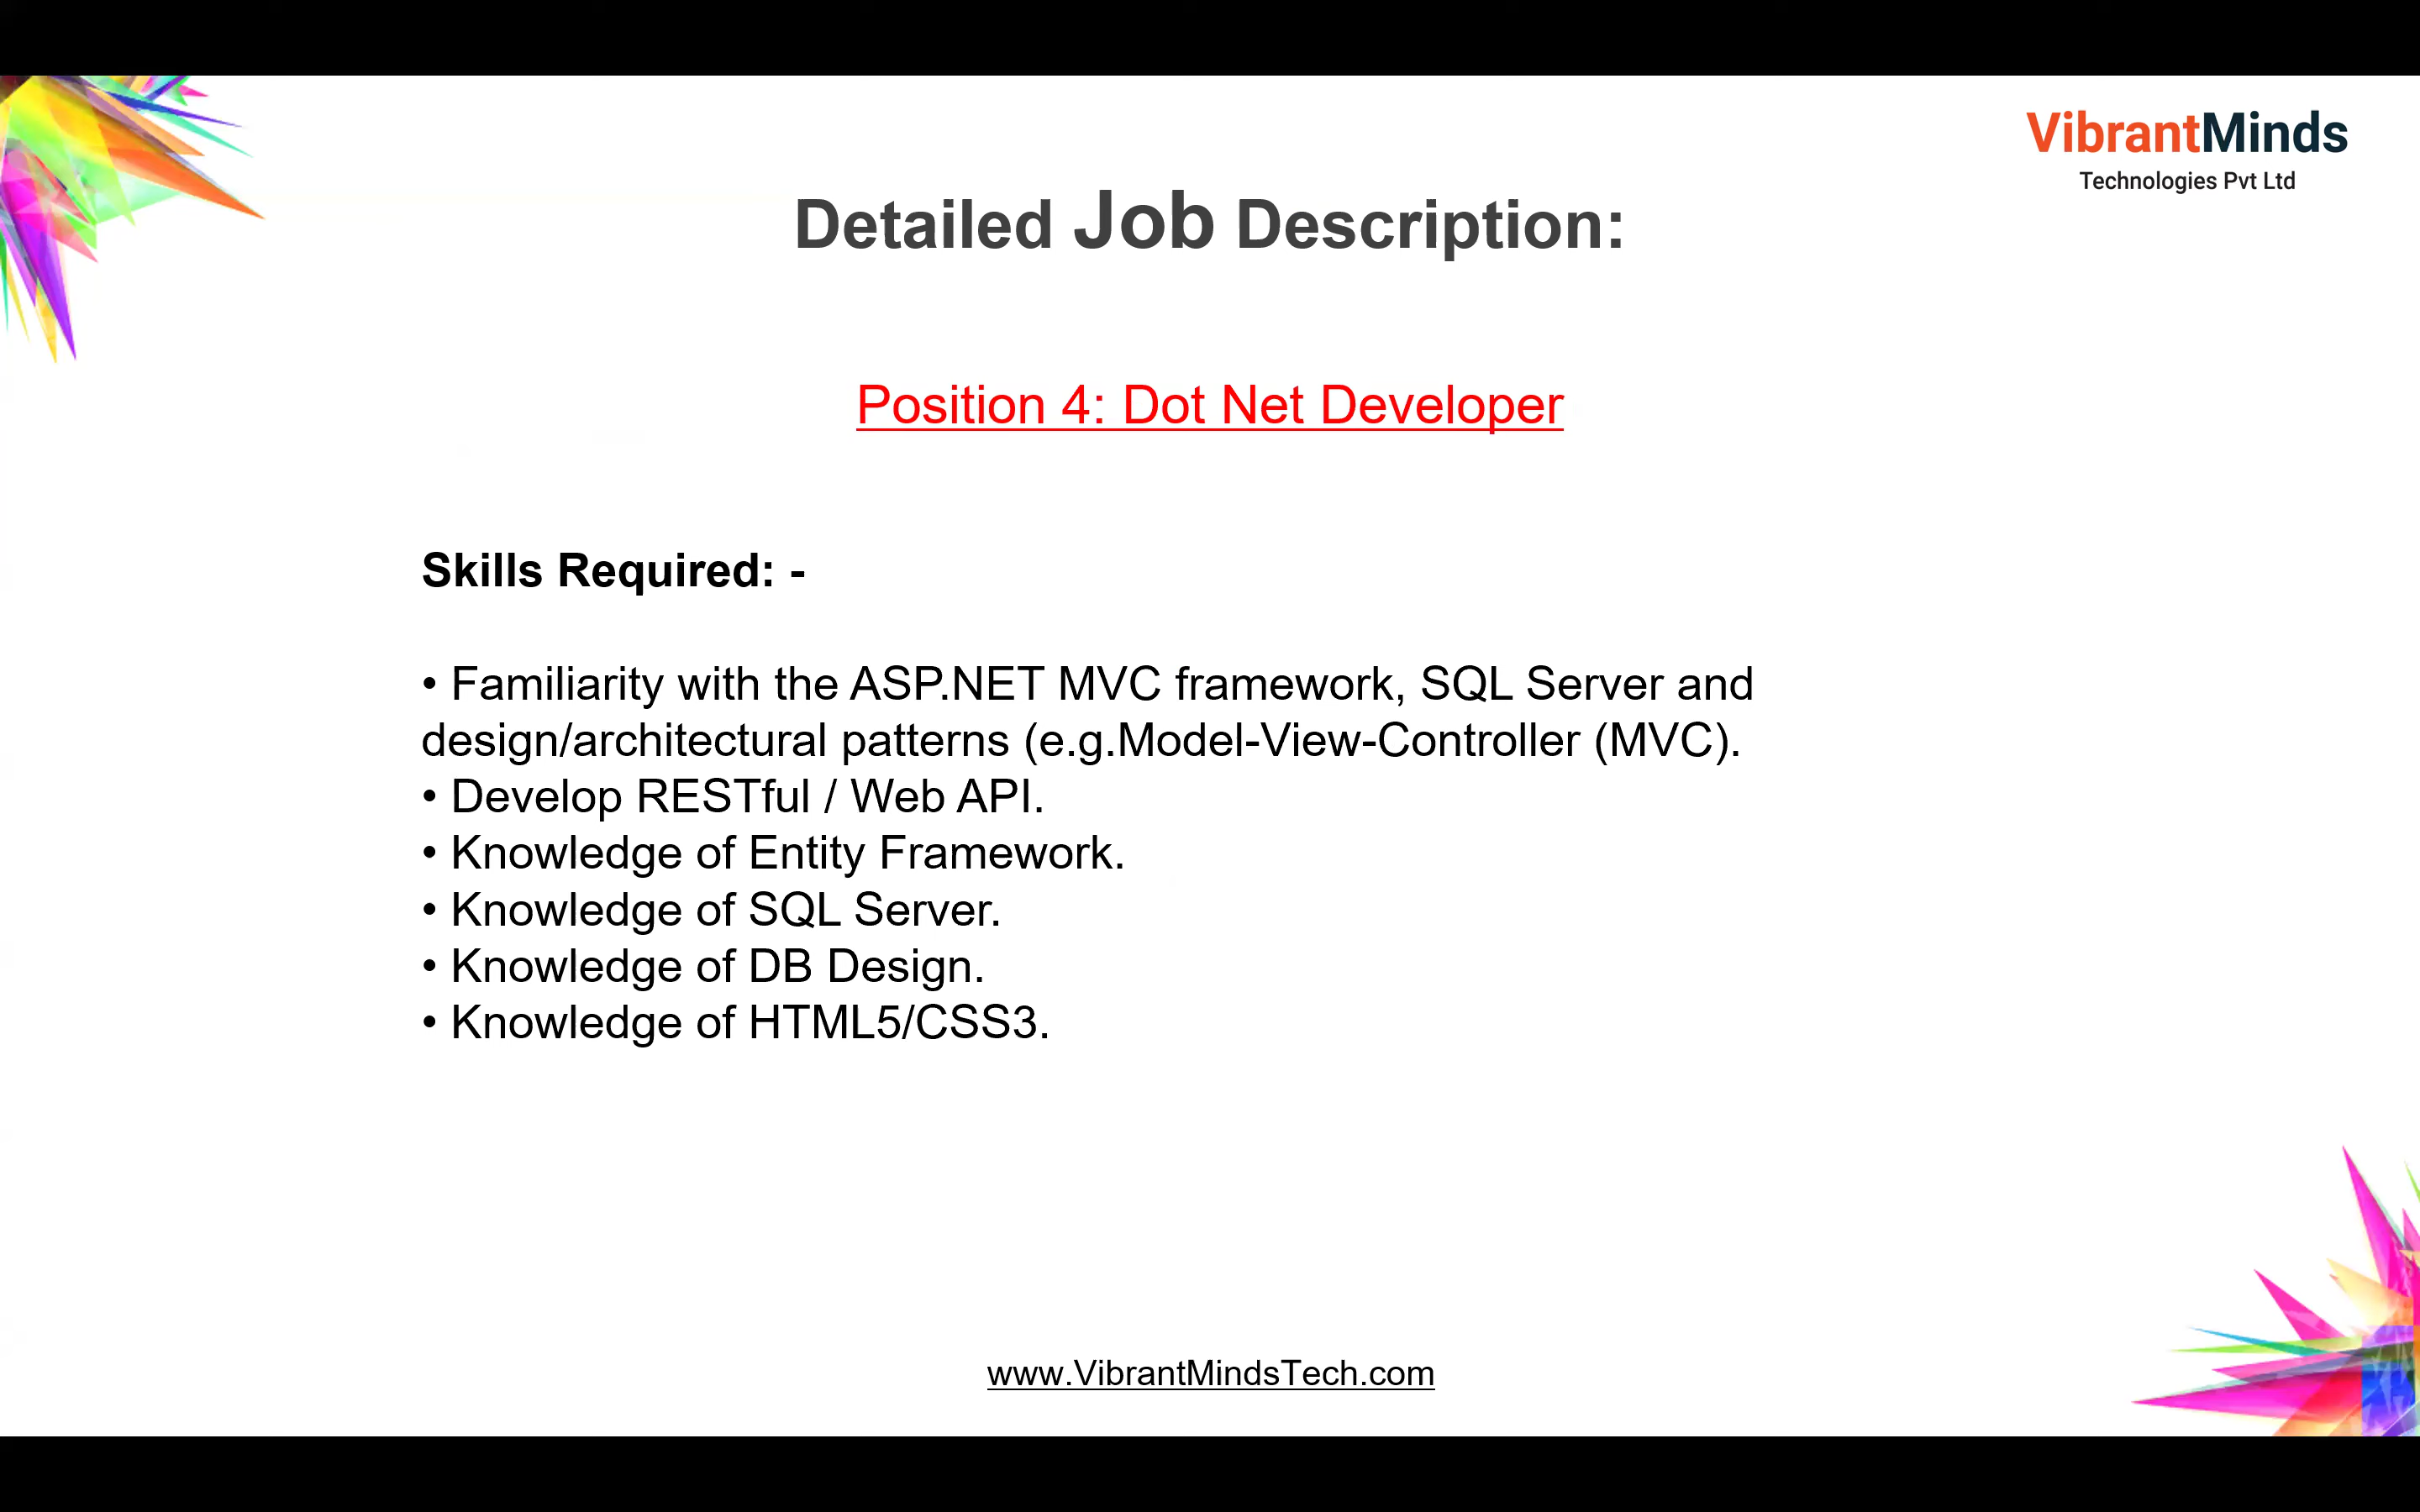 VibrantMinds
Technologies Pvt Ltd
Detailed Job Description:
Position 4: Dot Net Developer
Skills Required: -
• Familiarity with the ASP.NET MVC framework, SQL Server and
design/architectural patterns (e.g.Model-View-Controller (MVC).
• Develop RESTful / Web API.
• Knowledge of Entity Framework.
• Knowledge of SQL Server.
• Knowledge of DB Design.
• Knowledge of HTML5/CSS3.
www.VibrantMindsTech.com